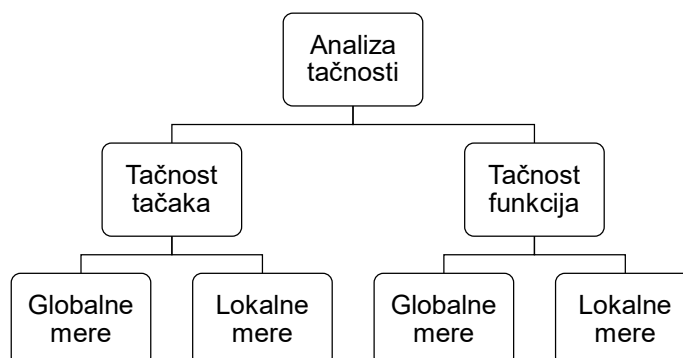 Analiza
tačnosti
Tačnost
tačaka
Tačnost
funkcija
Globalne
mere
Lokalne
mere
Globalne
mere
Lokalne
mere